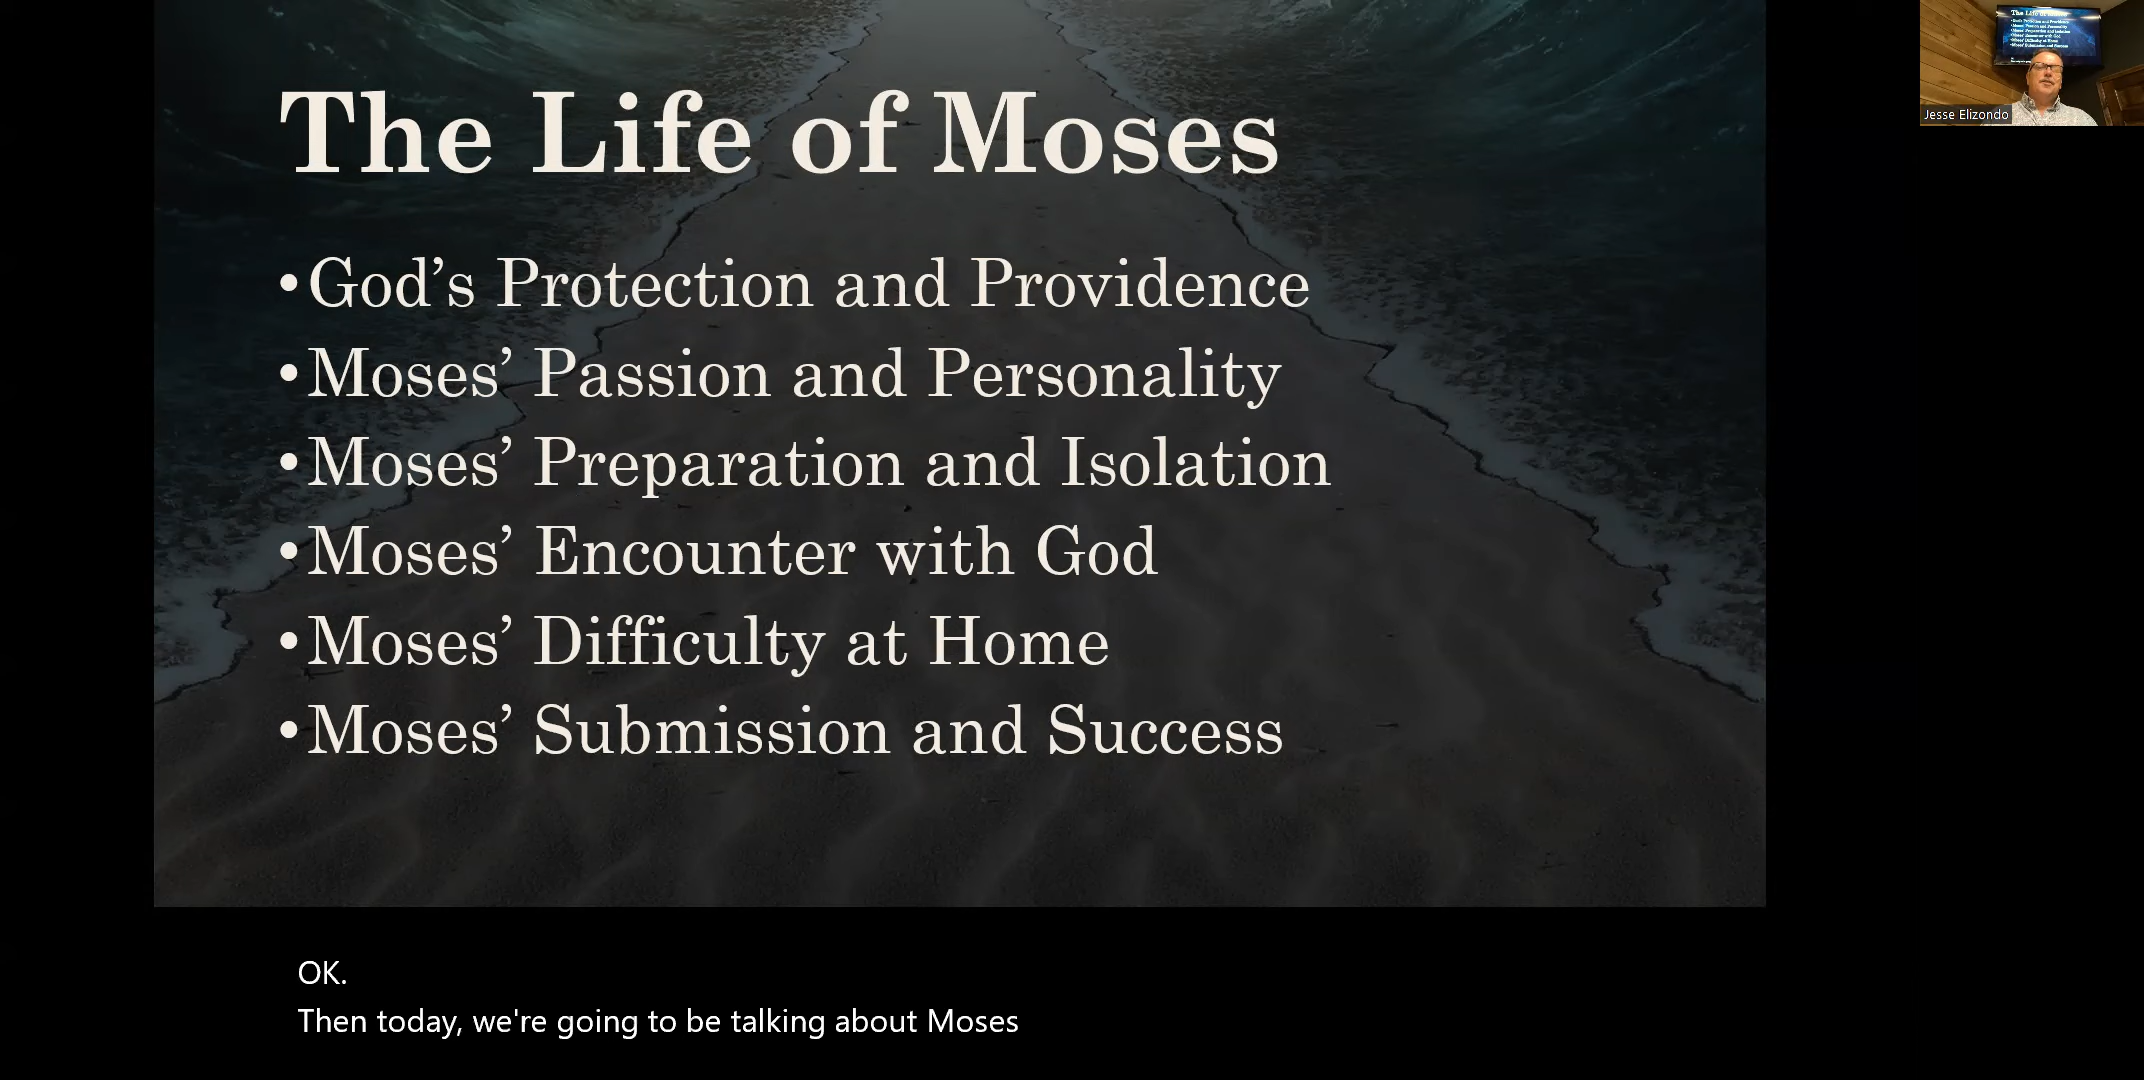 The Life of Moses
•God’s Protection and Providence
•Moses’ Passion and Personality
•Moses’ Preparation and Isolation
•Moses’ Encounter with God
•Moses’ Difficulty at Home
•Moses’ Submission and Success
Jesse Elizondo
OK.
Then today, we're going to be talking about Moses